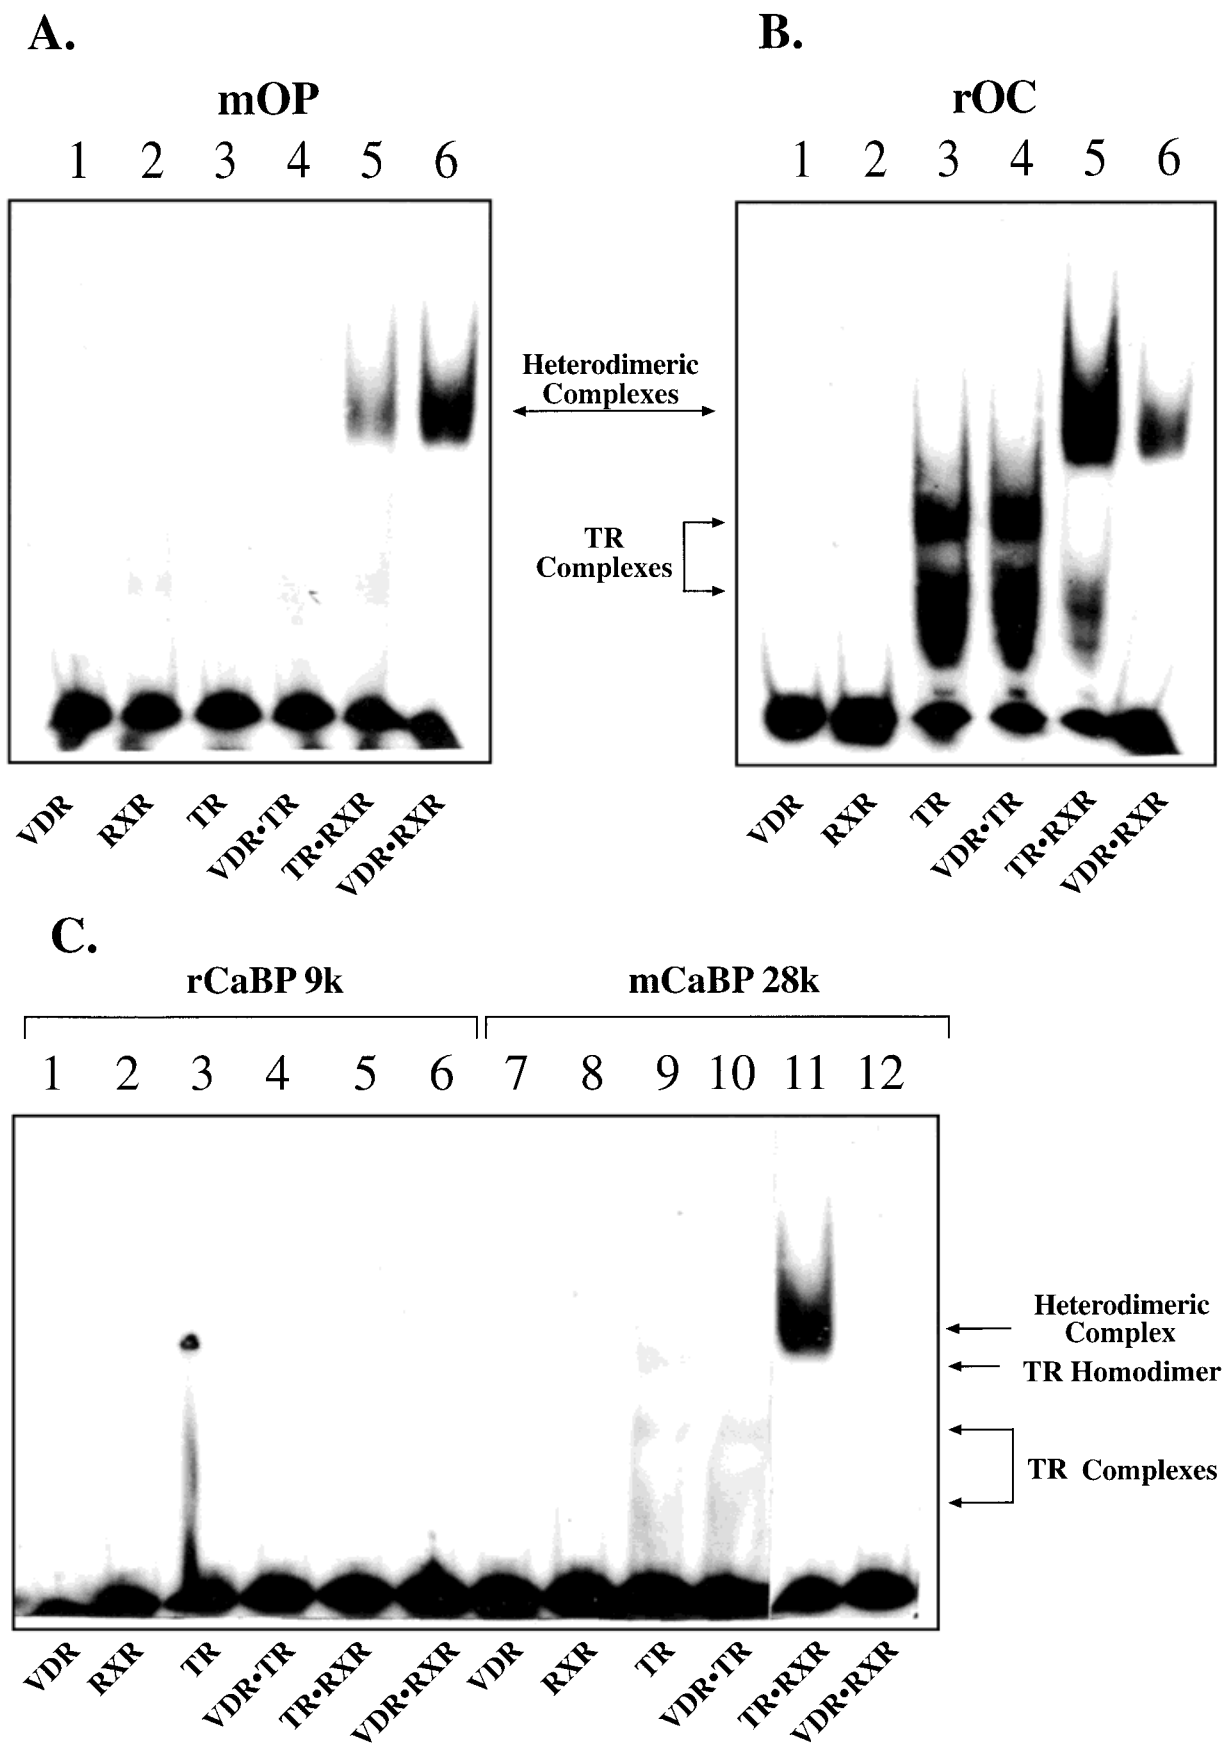 A.
mOP
1 2 3 4 5 6
VDR RXR TR VDR•TR TR•RXR VDR•RXR
Heterodimeric
Complexes
TR
Complexes
B.
rOC
1 2 3 4 5 6
VDR RXR TR VDR•TR TR•RXR VDR•RXR
C.
rCaBP 9k mCaBP 28k
1 2 3 4 5 6 7 8 9 10 11 12
Heterodimeric
Complex
TR Homodimer
TR Complexes
VDR RXR TR VDR•TR TR•RXR VDR•RXR VDR RXR TR VDR•TR TR•RXR VDR•RXR